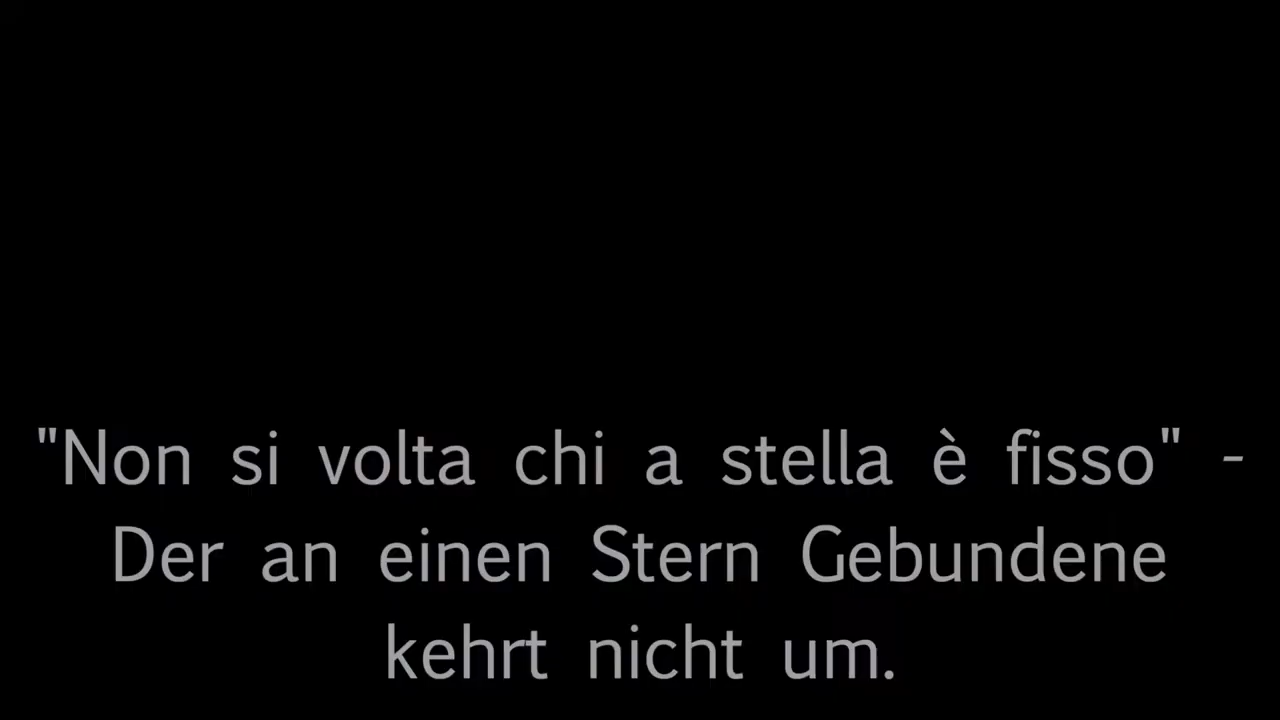 "Non si volta chi a stella è fisso" -
Der an einen Stern Gebundene
kehrt nicht um.